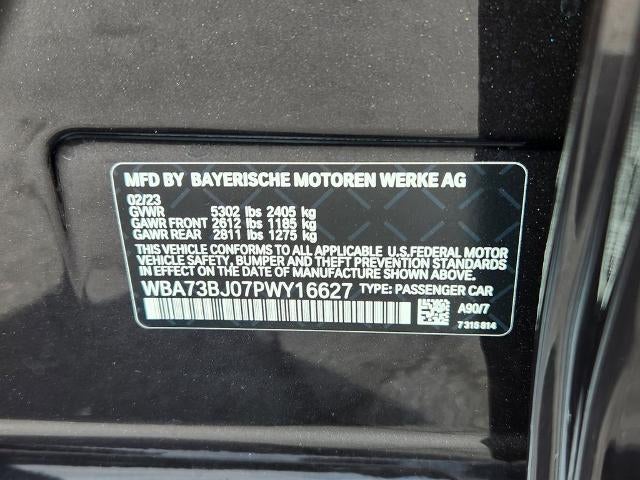 MFD BY BAYERISCHE MOTOREN WERKE AG
02/23
GVWR 5302 lbs 2405 kg
GAWR FRONT 2612 lbs 1185 kg
GAWR REAR 2811 lbs 1275 kg
THIS VEHICLE CONFORMS TO ALL APPLICABLE U.S.FEDERAL MOTOR
VEHICLE SAFETY, BUMPER AND THEFT PREVENTION STANDARDS
IN EFFECT ON THE DATE OF MANUFACTURE SHOWN ABOVE.
WBA73BJ07PWY16627 TYPE: PASSENGER CAR
A90/7
7318814